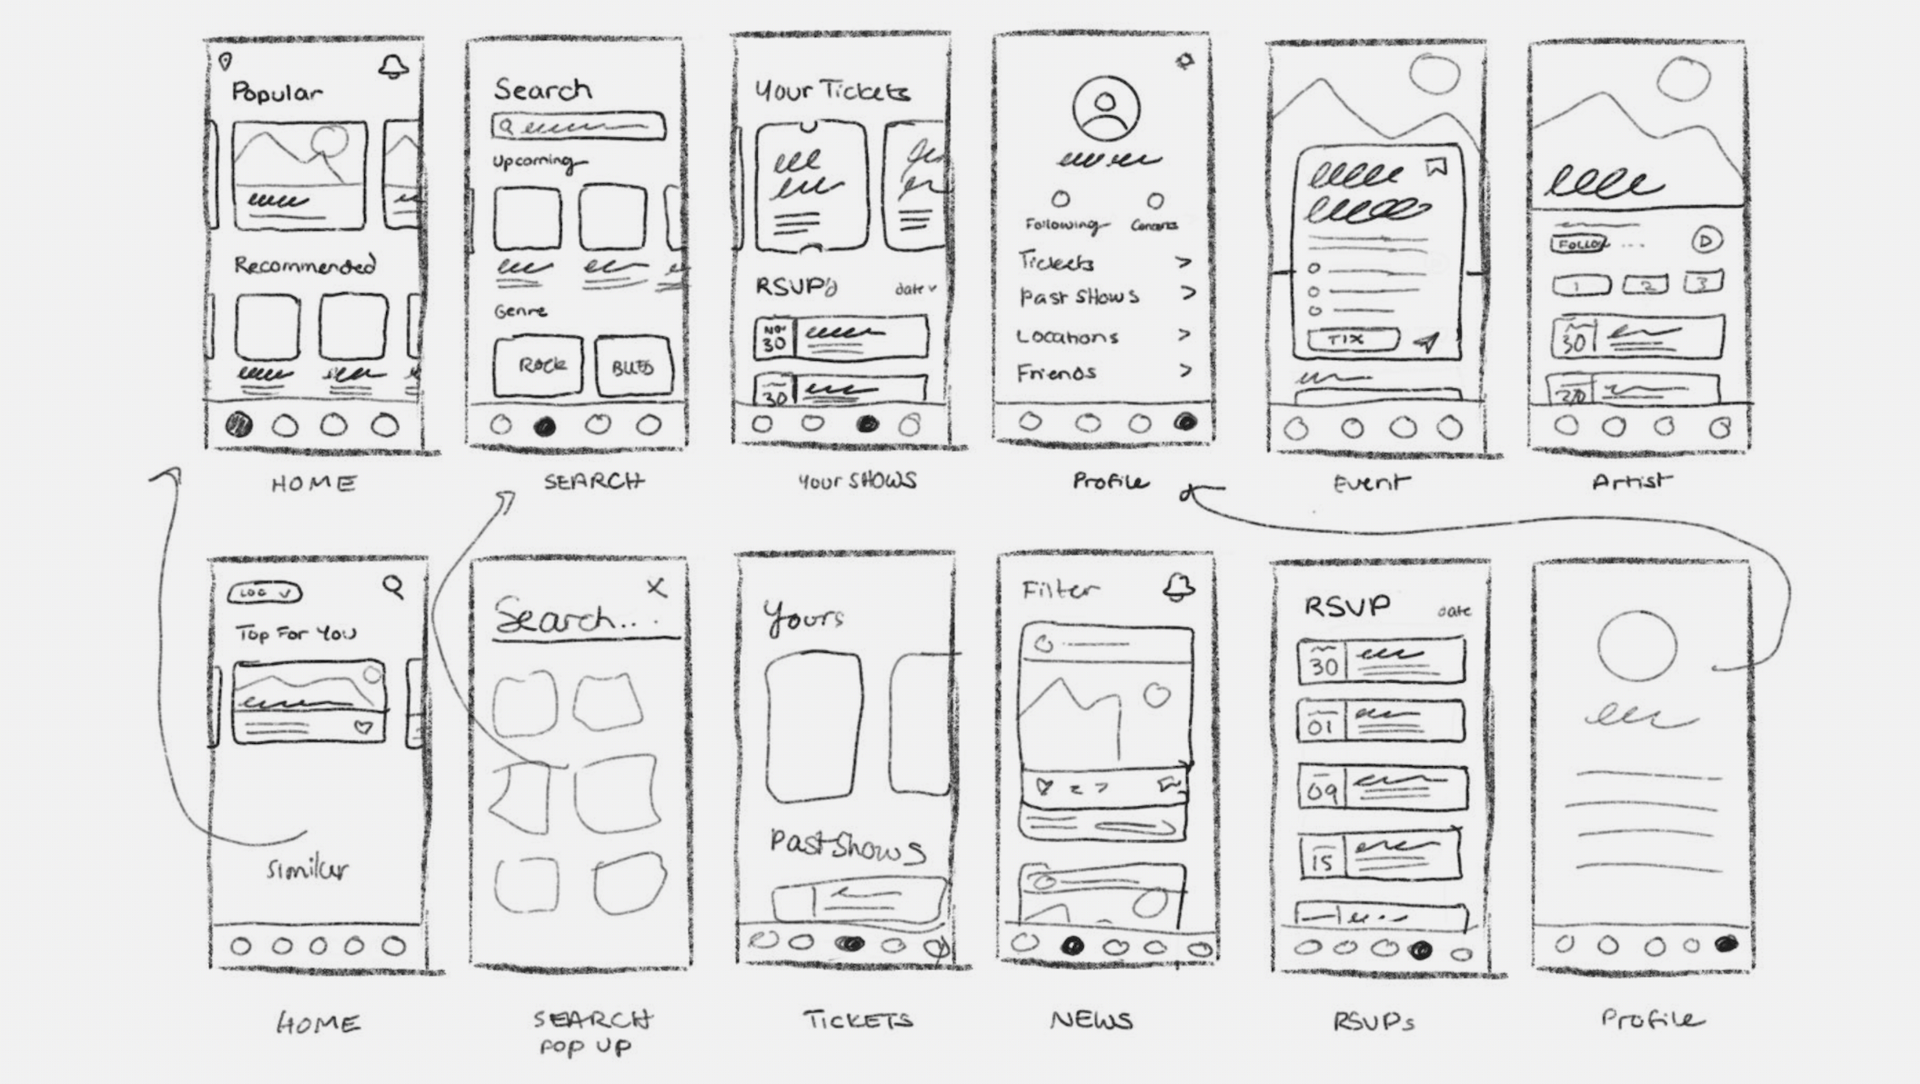 Popular
Recommended
HOME
Search
Upcoming
Genre
ROCK
BLUES
SEARCH
Your Tickets
RSVP's
date
NOV
30
30
Your SHOWS
Following
Concerts
Tickets >
Past SHows >
Locations >
Friends >
Profile
TIX
Event
FOLLOW ...
1 2 3
30
Artist
LOC
Top For You
Similar
HOME
X
Search...
SEARCH
POP UP
Yours
Past Shows
TICKETS
Filter
NEWS
RSVP date
30
01
09
15
RSVPs
Profile